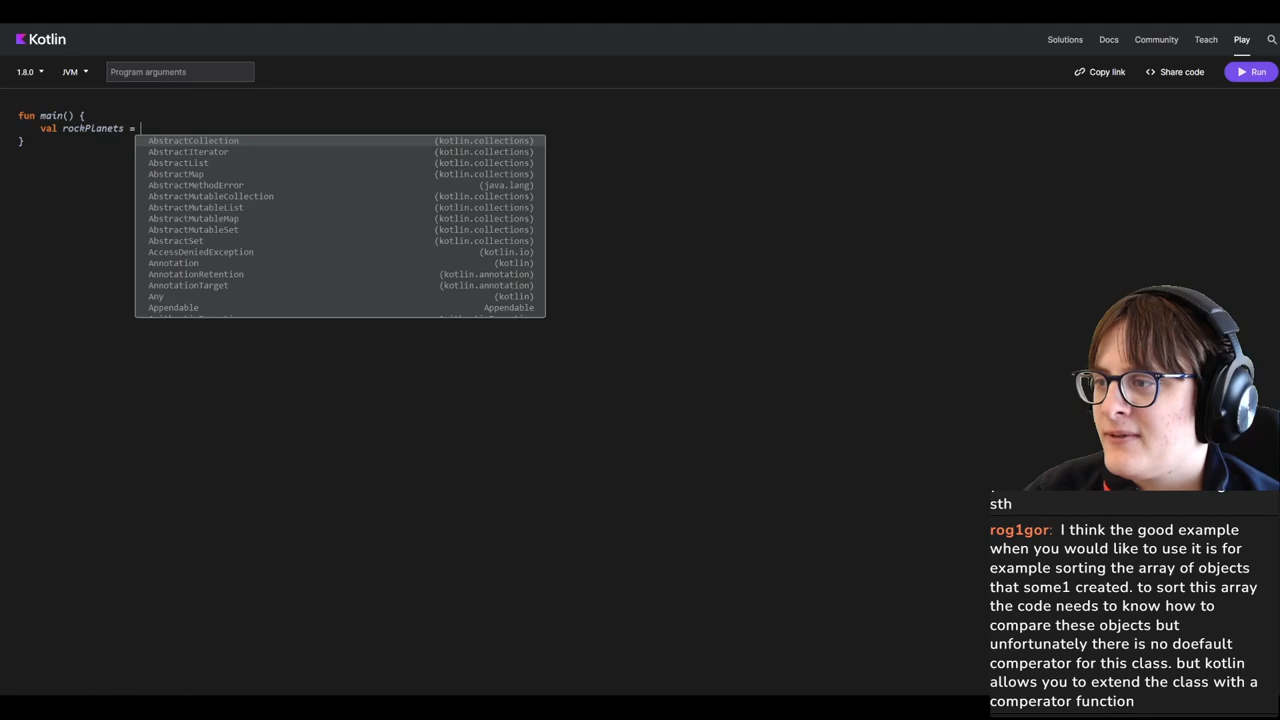 Kotlin
Solutions Docs Community Teach Play
1.8.0 JVM Program arguments Copy link Share code Run
fun main() {
val rockPlanets =
}
AbstractCollection (kotlin.collections)
AbstractIterator (kotlin.collections)
AbstractList (kotlin.collections)
AbstractMap (kotlin.collections)
AbstractMethodError (java.lang)
AbstractMutableCollection (kotlin.collections)
AbstractMutableList (kotlin.collections)
AbstractMutableMap (kotlin.collections)
AbstractMutableSet (kotlin.collections)
AbstractSet (kotlin.collections)
AccessDeniedException (kotlin.io)
Annotation (kotlin)
AnnotationRetention (kotlin.annotation)
AnnotationTarget (kotlin.annotation)
Any (kotlin)
Appendable Appendable
sth
rog1gor: I think the good example
when you would like to use it is for
example sorting the array of objects
that some1 created. to sort this array
the code needs to know how to
compare these objects but
unfortunately there is no doefault
comperator for this class. but kotlin
allows you to extend the class with a
comperator function